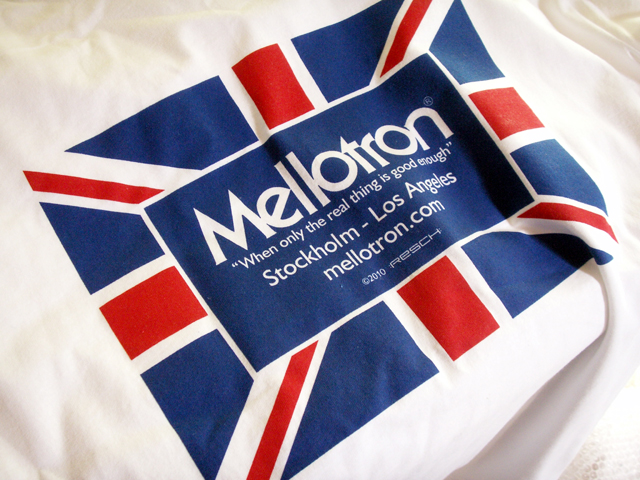 Mellotron®
"When only the real thing is good enough"
Stockholm - Los Angeles
mellotron.com
©2010 RESCH